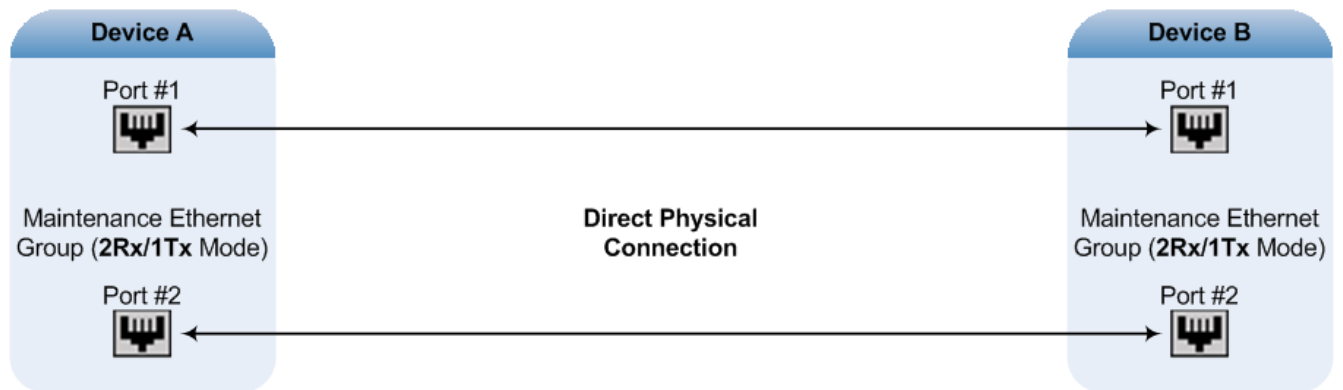 Device A
Port #1
Maintenance Ethernet
Group (2Rx/1Tx Mode)
Port #2
Direct Physical
Connection
Device B
Port #1
Maintenance Ethernet
Group (2Rx/1Tx Mode)
Port #2